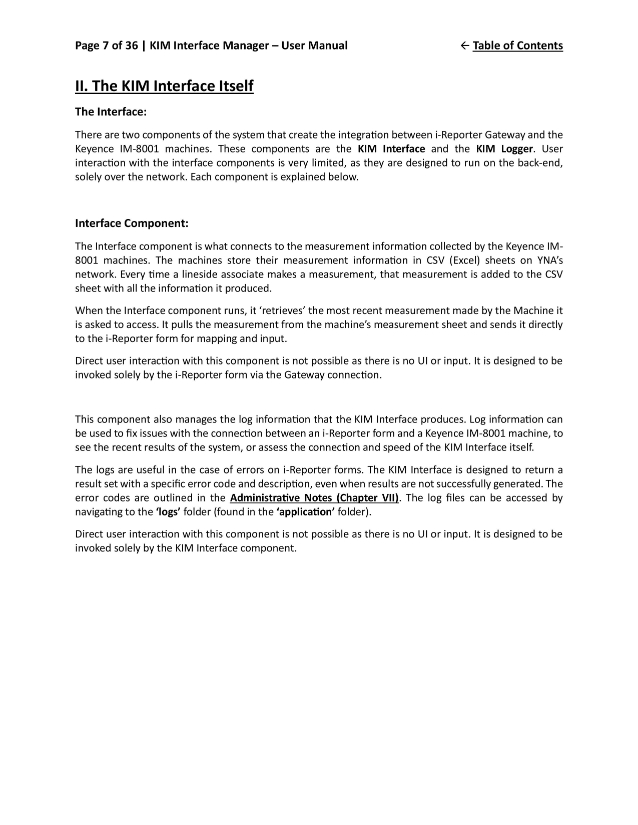 Page 7 of 36 | KIM Interface Manager – User Manual
← Table of Contents
II. The KIM Interface Itself
The Interface:
There are two components of the system that create the integration between i-Reporter Gateway and the
Keyence IM-8001 machines. These components are the KIM Interface and the KIM Logger. User
interaction with the interface components is very limited, as they are designed to run on the back-end,
solely over the network. Each component is explained below.
Interface Component:
The Interface component is what connects to the measurement information collected by the Keyence IM-
8001 machines. The machines store their measurement information in CSV (Excel) sheets on YNA’s
network. Every time a lineside associate makes a measurement, that measurement is added to the CSV
sheet with all the information it produced.
When the Interface component runs, it ‘retrieves’ the most recent measurement made by the Machine it
is asked to access. It pulls the measurement from the machine’s measurement sheet and sends it directly
to the i-Reporter form for mapping and input.
Direct user interaction with this component is not possible as there is no UI or input. It is designed to be
invoked solely by the i-Reporter form via the Gateway connection.
This component also manages the log information that the KIM Interface produces. Log information can
be used to fix issues with the connection between an i-Reporter form and a Keyence IM-8001 machine, to
see the recent results of the system, or assess the connection and speed of the KIM Interface itself.
The logs are useful in the case of errors on i-Reporter forms. The KIM Interface is designed to return a
result set with a specific error code and description, even when results are not successfully generated. The
error codes are outlined in the Administrative Notes (Chapter VII). The log files can be accessed by
navigating to the ‘logs’ folder (found in the ‘application’ folder).
Direct user interaction with this component is not possible as there is no UI or input. It is designed to be
invoked solely by the KIM Interface component.